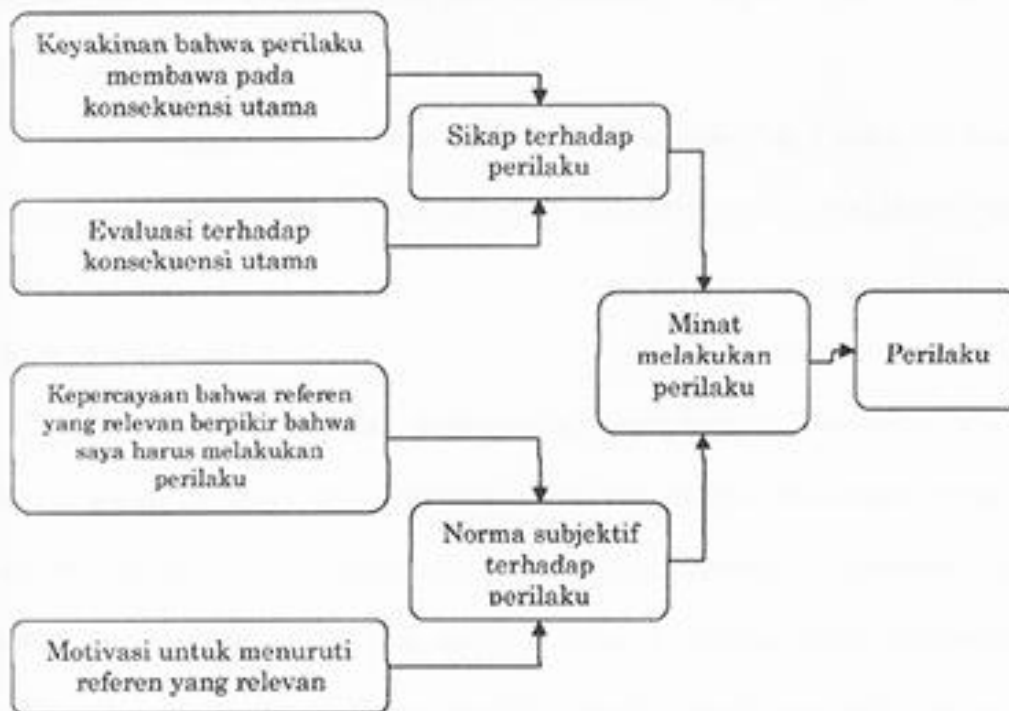 Keyakinan bahwa perilaku
membawa pada
konsekuensi utama
Sikap terhadap
perilaku
Evaluasi terhadap
konsekuensi utama
Minat
melakukan
perilaku
Perilaku
Kepercayaan bahwa referen
yang relevan berpikir bahwa
saya harus melakukan
perilaku
Norma subjektif
terhadap
perilaku
Motivasi untuk menuruti
referen yang relevan